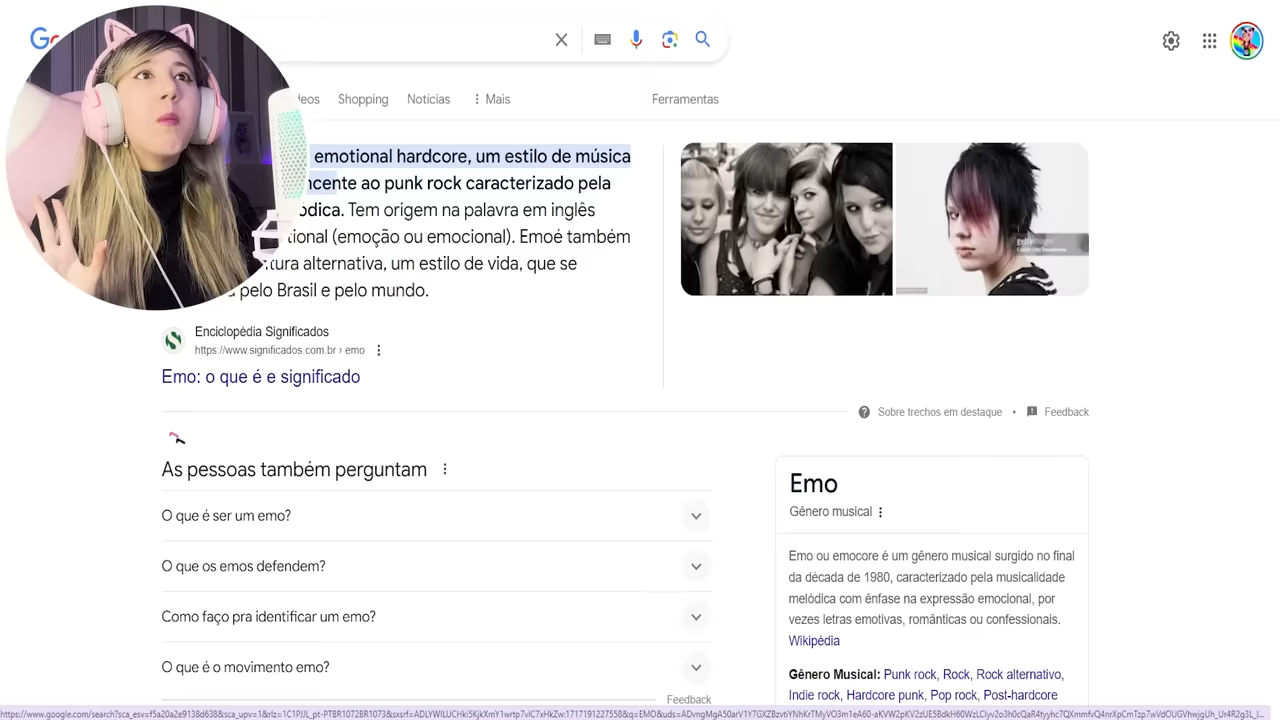 G
deos Shopping Notícias Mais Ferramentas
emotional hardcore, um estilo de música
ncente ao punk rock caracterizado pela
ódica. Tem origem na palavra em inglês
tional (emoção ou emocional). Emoé também
tura alternativa, um estilo de vida, que se
pelo Brasil e pelo mundo.
gettyimages
Enciclopédia Significados
https://www.significados.com.br › emo
Emo: o que é e significado
Sobre trechos em destaque • Feedback
As pessoas também perguntam
O que é ser um emo?
O que os emos defendem?
Como faço pra identificar um emo?
O que é o movimento emo?
Feedback
Emo
Gênero musical
Emo ou emocore é um gênero musical surgido no final
da década de 1980, caracterizado pela musicalidade
melódica com ênfase na expressão emocional, por
vezes letras emotivas, românticas ou confessionais.
Wikipédia
Gênero Musical: Punk rock, Rock, Rock alternativo,
Indie rock, Hardcore punk, Pop rock, Post-hardcore